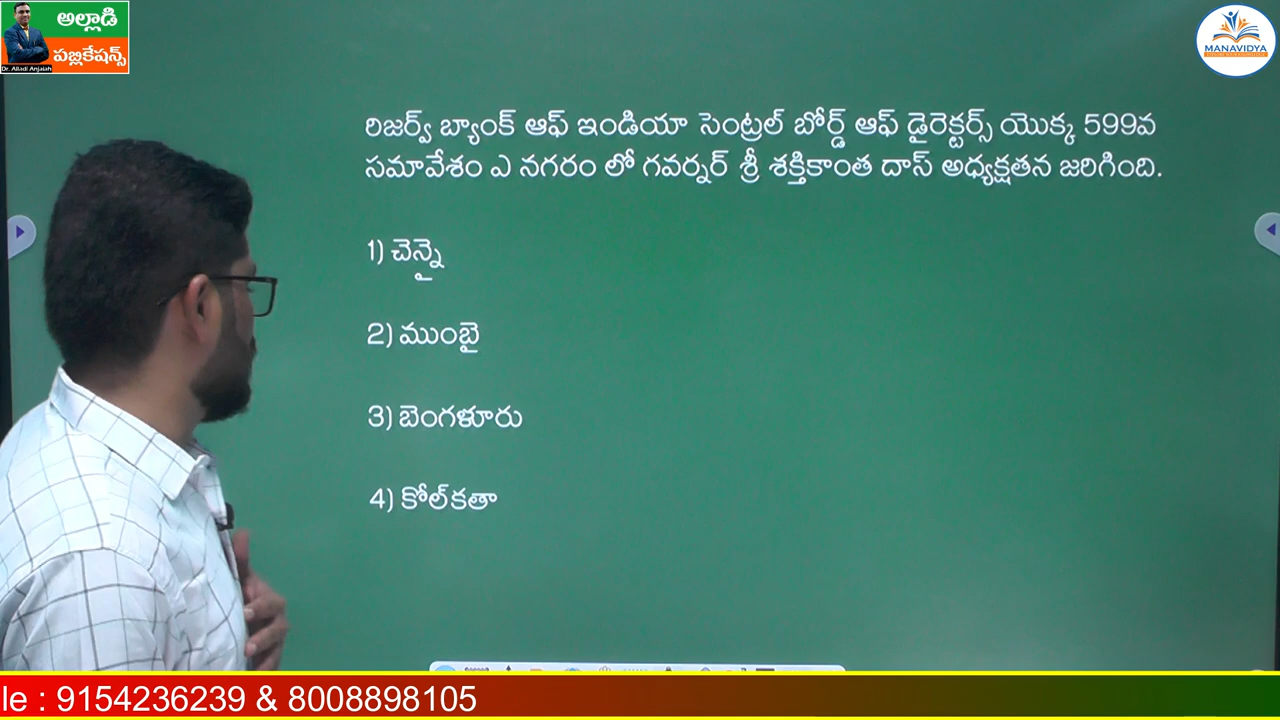 అల్లాడి
పబ్లికేషన్స్
Dr. Alladi Anjaiah
MANAVIDYA
రిజర్వ్ బ్యాంక్ ఆఫ్ ఇండియా సెంట్రల్ బోర్డ్ ఆఫ్ డైరెక్టర్స్ యొక్క 599వ
సమావేశం ఎ నగరం లో గవర్నర్ శ్రీ శక్తికాంత దాస్ అధ్యక్షతన జరిగింది.
1) చెన్నై
2) ముంబై
3) బెంగళూరు
4) కోల్‌కతా
le : 9154236239 & 8008898105